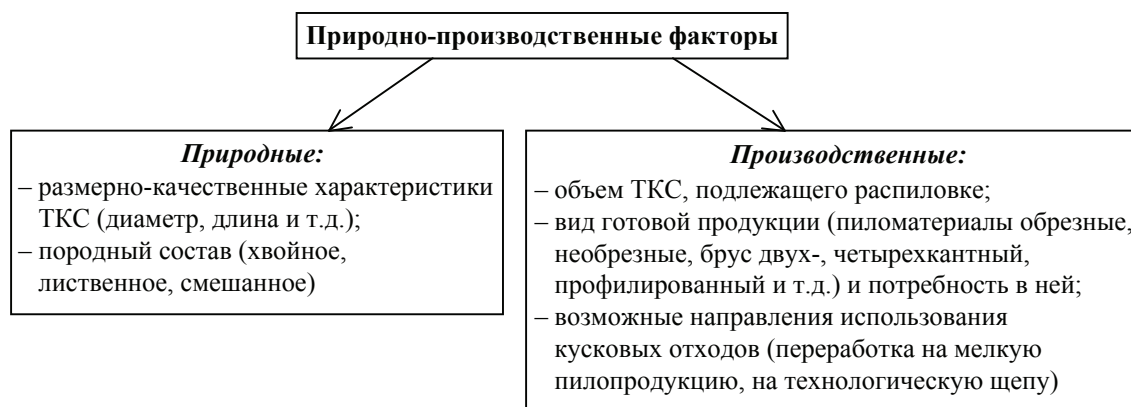 Природно-производственные факторы
Природные:
– размерно-качественные характеристики
ТКС (диаметр, длина и т.д.);
– породный состав (хвойное,
лиственное, смешанное)
Производственные:
– объем ТКС, подлежащего распиловке;
– вид готовой продукции (пиломатериалы обрезные,
необрезные, брус двух-, четырехкантный,
профилированный и т.д.) и потребность в ней;
– возможные направления использования
кусковых отходов (переработка на мелкую
пилопродукцию, на технологическую щепу)